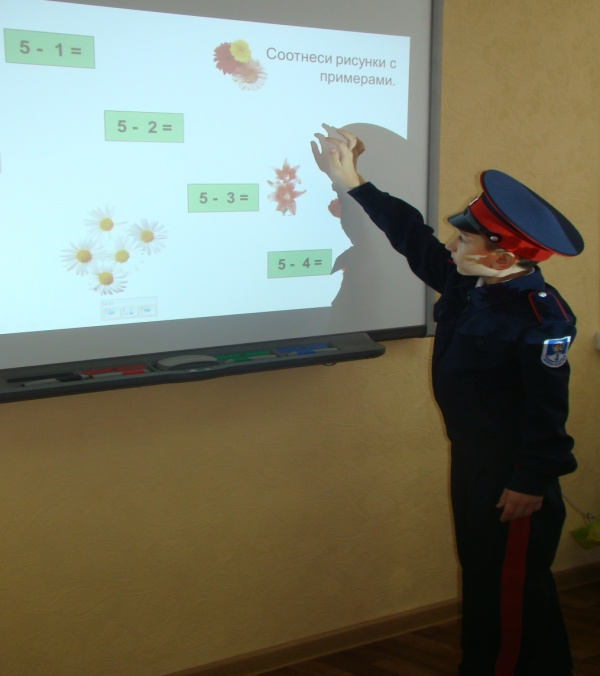 5 - 1 =
Соотнеси рисунки с
примерами.
5 - 2 =
5 - 3 =
5 - 4 =